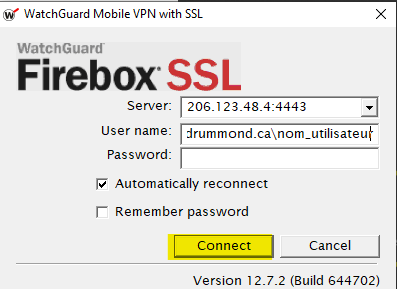 WatchGuard Mobile VPN with SSL
WatchGuard
Firebox SSL
Server: 206.123.48.4:4443
User name: drummond.ca\nom_utilisateur
Password:
Automatically reconnect
Remember password
Connect Cancel
Version 12.7.2 (Build 644702)